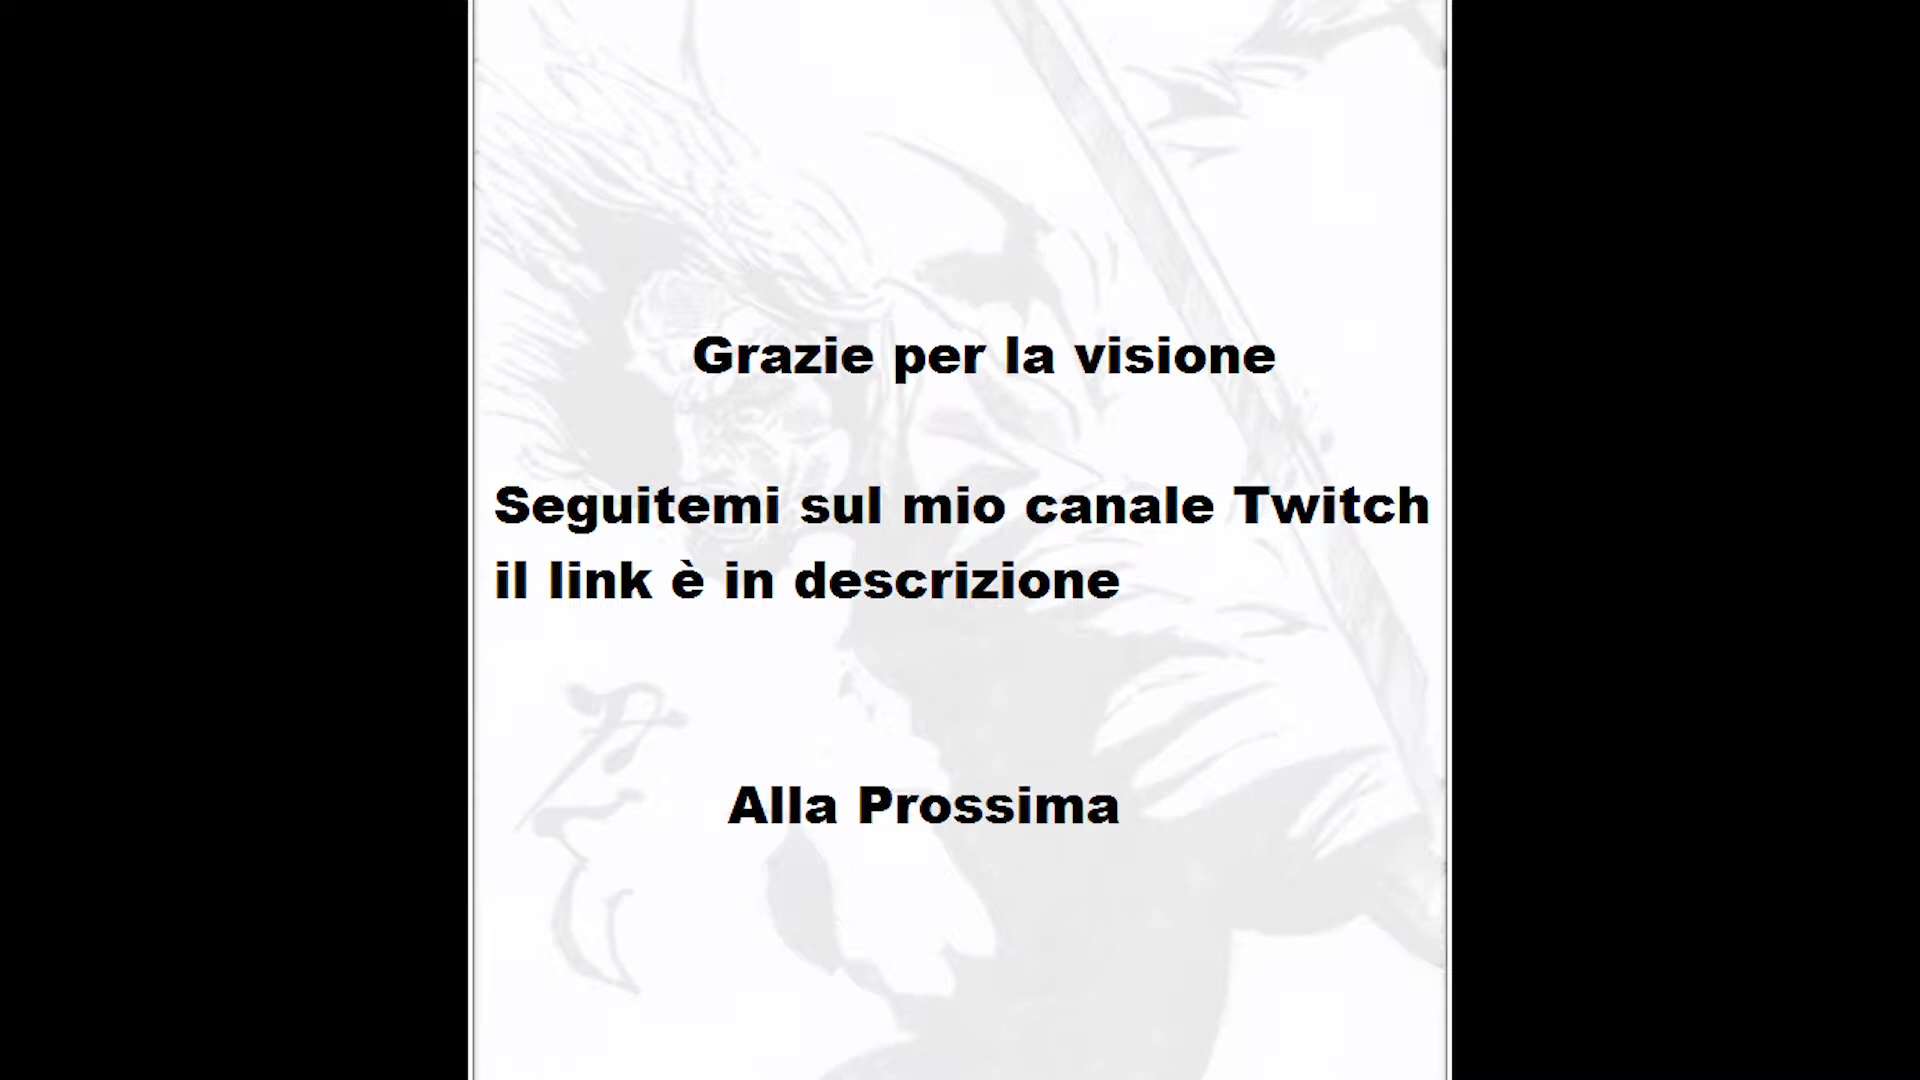 Grazie per la visione
Seguitemi sul mio canale Twitch
il link è in descrizione
Alla Prossima